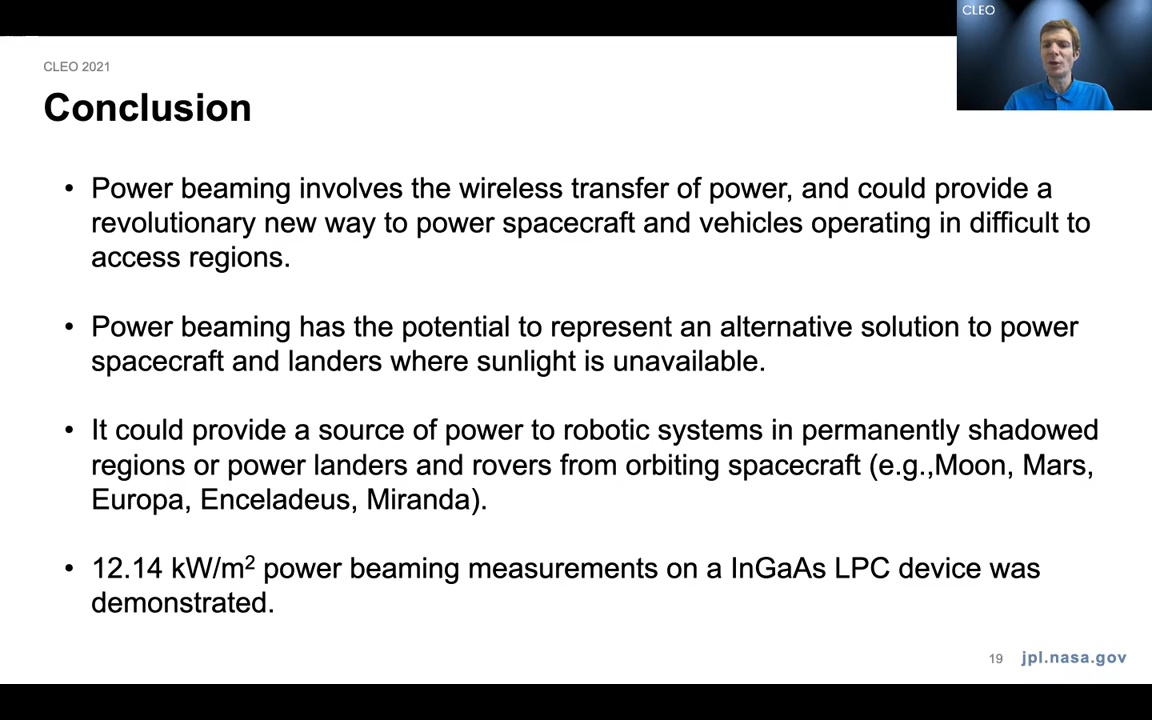 CLEO
CLEO 2021
Conclusion
• Power beaming involves the wireless transfer of power, and could provide a
revolutionary new way to power spacecraft and vehicles operating in difficult to
access regions.
• Power beaming has the potential to represent an alternative solution to power
spacecraft and landers where sunlight is unavailable.
• It could provide a source of power to robotic systems in permanently shadowed
regions or power landers and rovers from orbiting spacecraft (e.g.,Moon, Mars,
Europa, Enceladeus, Miranda).
• 12.14 kW/m² power beaming measurements on a InGaAs LPC device was
demonstrated.
19 jpl.nasa.gov